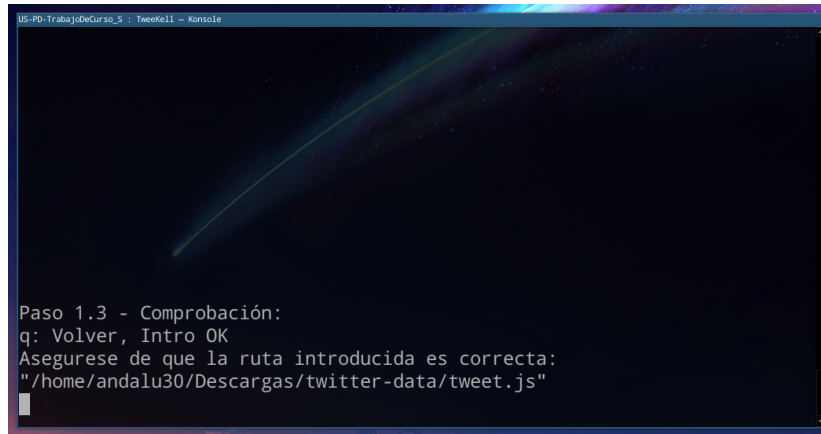 US-PD-TrabajoDeCurso_S : TweeKell — Konsole
Paso 1.3 - Comprobación:
q: Volver, Intro OK
Asegurese de que la ruta introducida es correcta:
"/home/andalu30/Descargas/twitter-data/tweet.js"